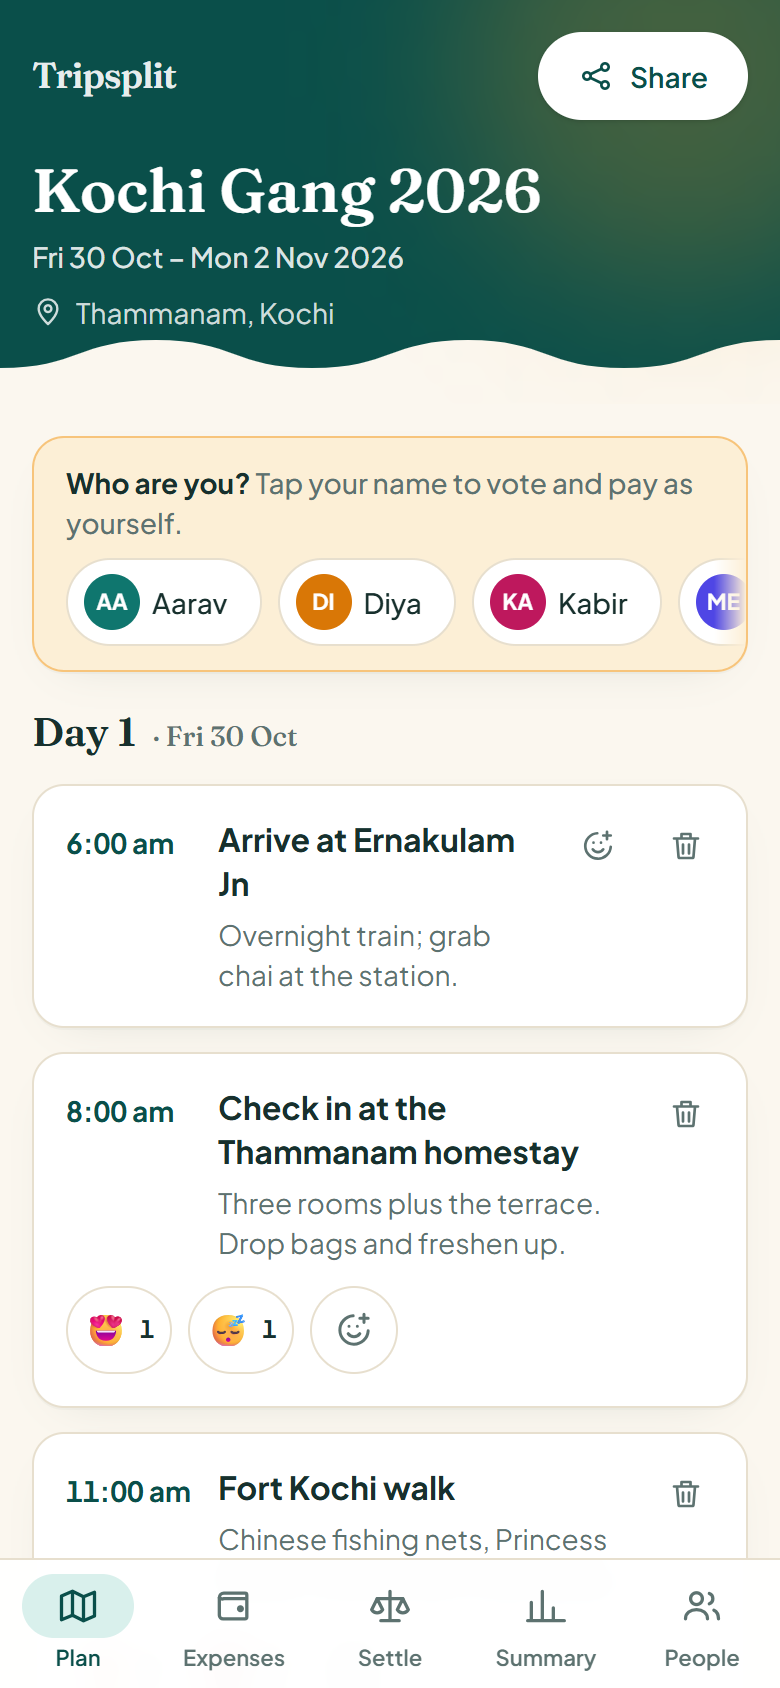 Tripsplit
Share
Kochi Gang 2026
Fri 30 Oct – Mon 2 Nov 2026
Thammanam, Kochi
Who are you? Tap your name to vote and pay as
yourself.
AA Aarav
DI Diya
KA Kabir
ME
Day 1 · Fri 30 Oct
6:00 am
Arrive at Ernakulam
Jn
Overnight train; grab
chai at the station.
8:00 am
Check in at the
Thammanam homestay
Three rooms plus the terrace.
Drop bags and freshen up.
1
1
11:00 am
Fort Kochi walk
Chinese fishing nets, Princess
Plan
Expenses
Settle
Summary
People